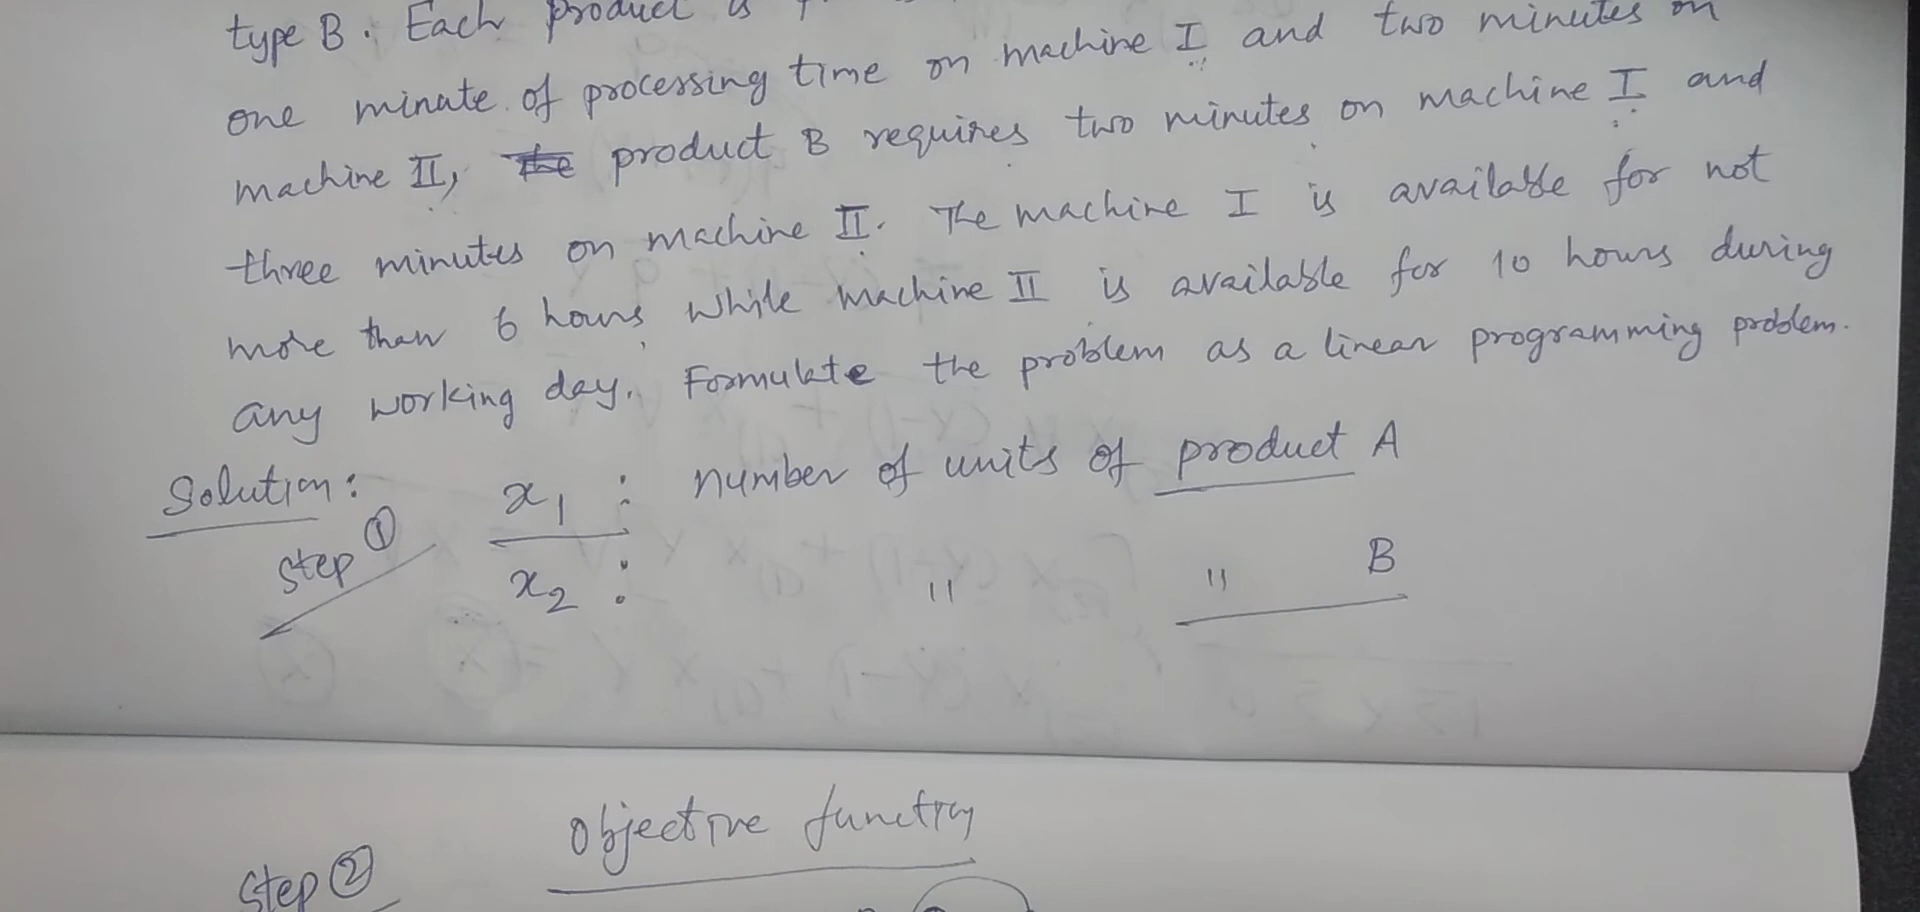 type B. Each product is
one minute of processing time on machine I and two minutes on
machine II, product B requires two minutes on machine I and
three minutes on machine II. The machine I is available for not
more than 6 hours while machine II is available for 10 hours during
any working day. Formulate the problem as a linear programming problem.
Solution:
Step ① x1 : number of units of product A
x2 : " " B
Objective function
Step ②